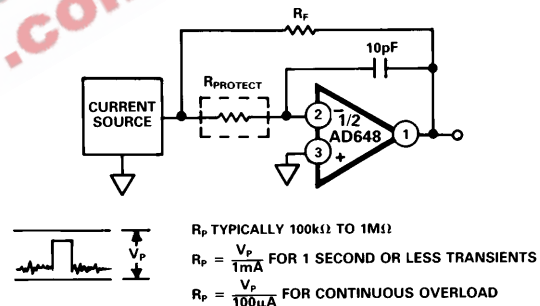 .com
R_F
10pF
R_PROTECT
CURRENT
SOURCE
2
−
1/2
AD648
1
3
+
V_P
R_P TYPICALLY 100kΩ TO 1MΩ
R_P = V_P / 1mA FOR 1 SECOND OR LESS TRANSIENTS
R_P = V_P / 100μA FOR CONTINUOUS OVERLOAD